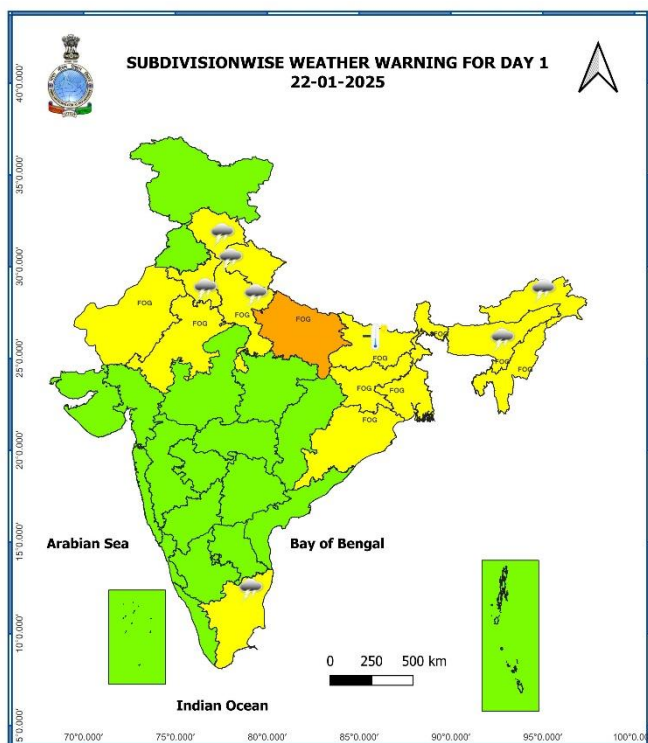 SUBDIVISIONWISE WEATHER WARNING FOR DAY 1
22-01-2025
40°0.000'
35°0.000'
30°0.000'
25°0.000'
20°0.000'
15°0.000'
10°0.000'
5°0.000'
FOG
FOG
FOG
FOG
FOG
FOG
FOG
FOG
FOG
FOG
FOG
Arabian Sea
Bay of Bengal
0 250 500 km
Indian Ocean
70°0.000' 75°0.000' 80°0.000' 85°0.000' 90°0.000' 95°0.000' 100°0.000'